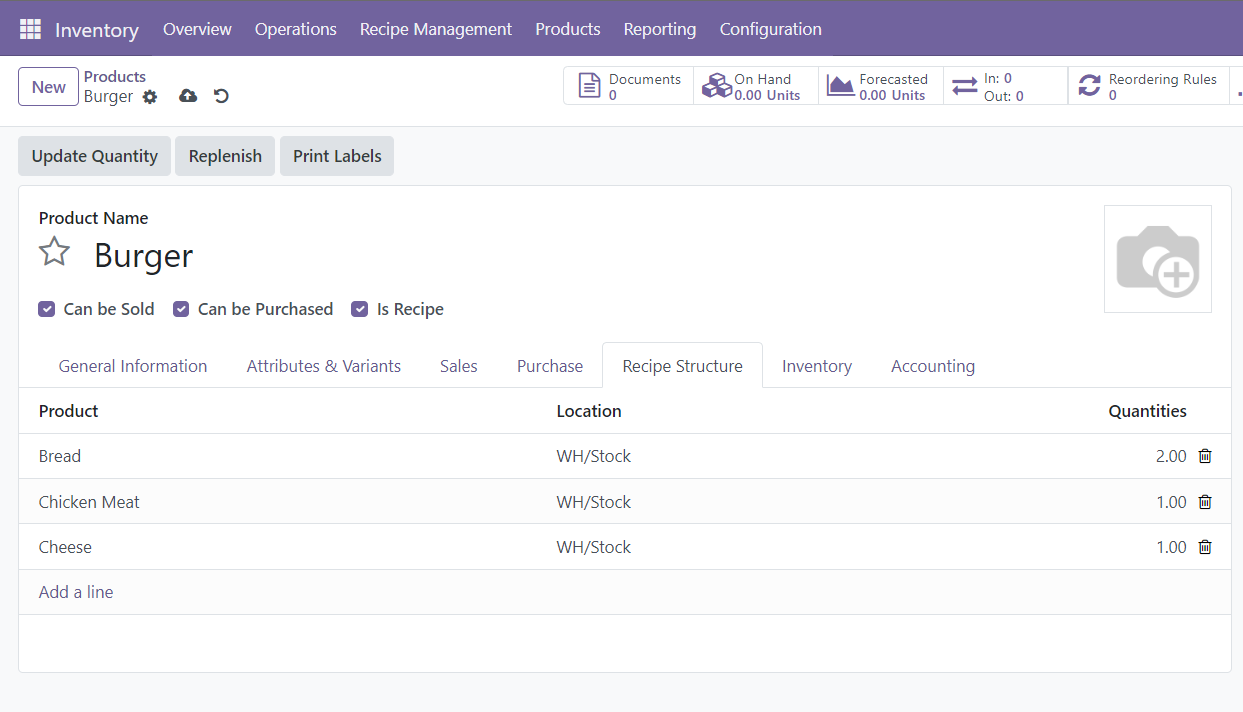 Inventory Overview Operations Recipe Management Products Reporting Configuration
New
Products
Burger
Documents
0
On Hand
0.00 Units
Forecasted
0.00 Units
In: 0
Out: 0
Reordering Rules
0
Update Quantity Replenish Print Labels
Product Name
Burger
Can be Sold Can be Purchased Is Recipe
General Information Attributes & Variants Sales Purchase Recipe Structure Inventory Accounting
Product Location Quantities
Bread WH/Stock 2.00
Chicken Meat WH/Stock 1.00
Cheese WH/Stock 1.00
Add a line